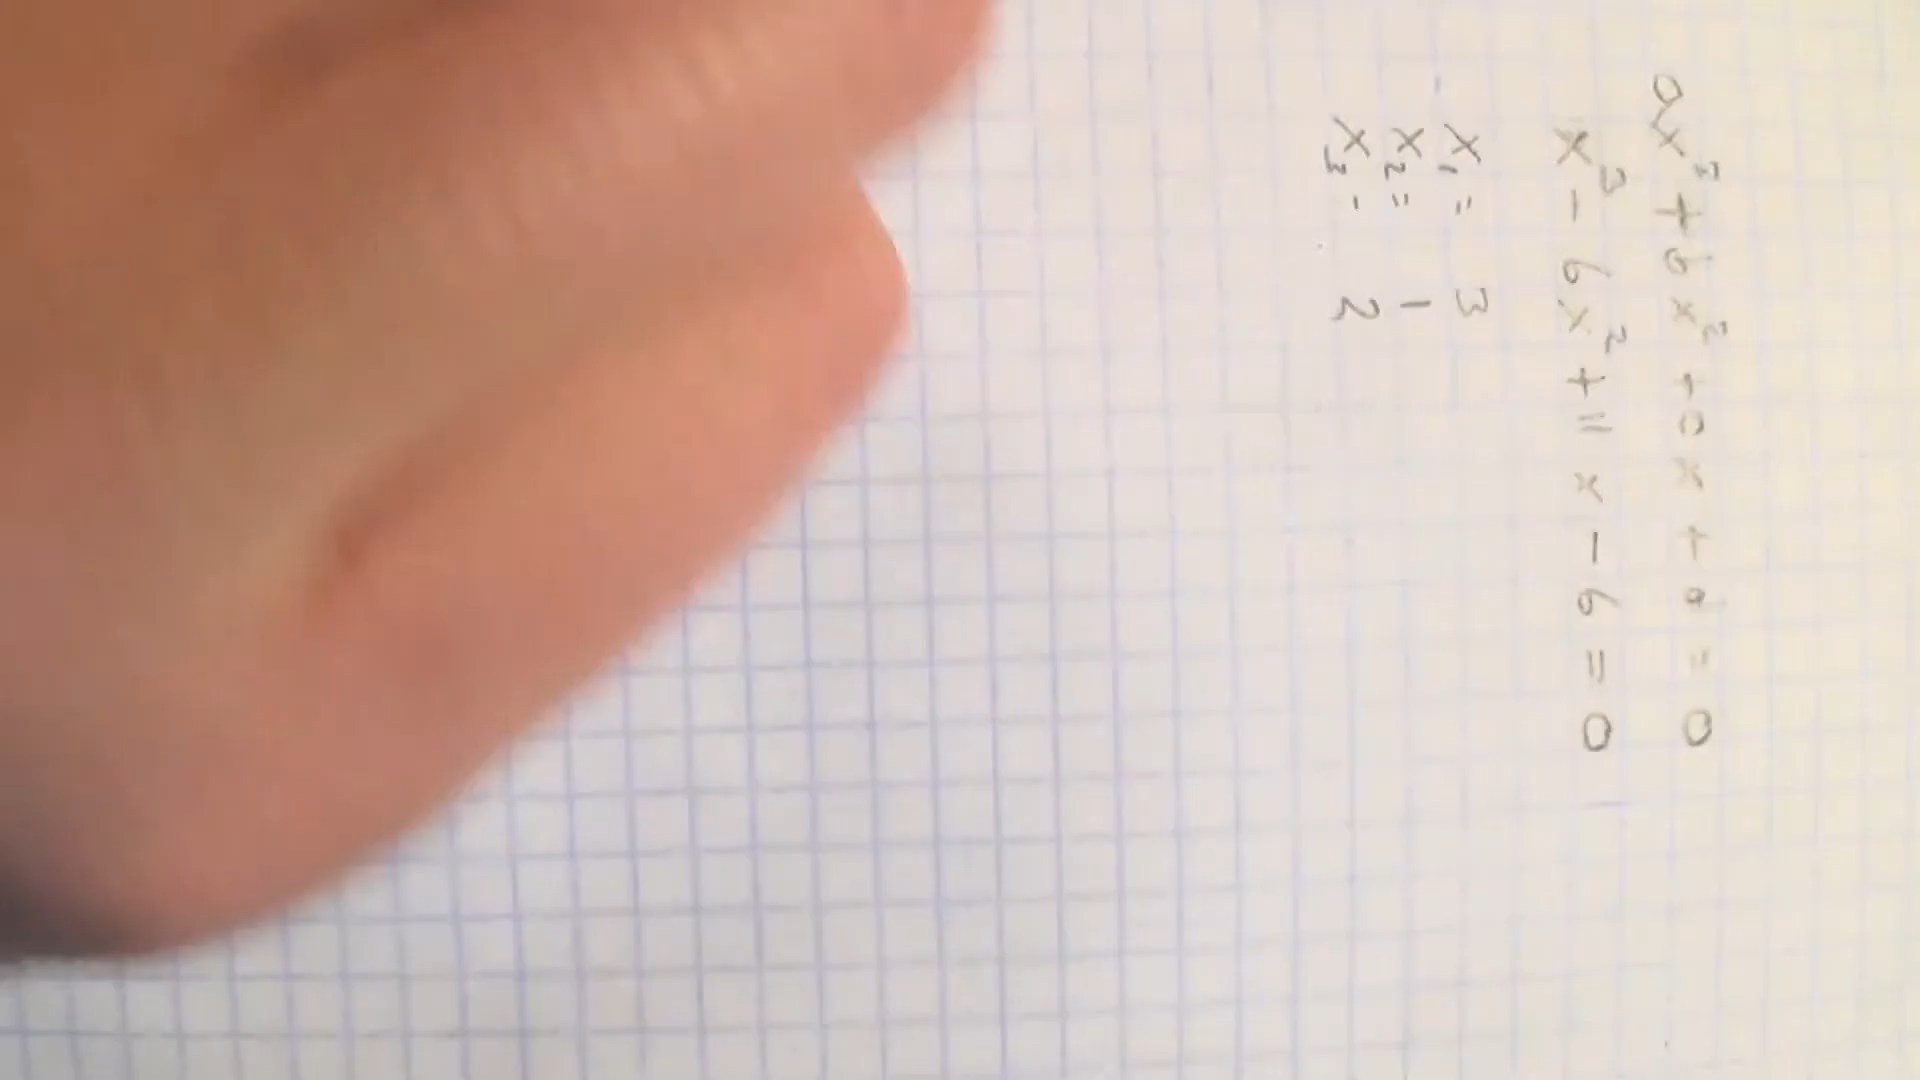 ax³ + bx² + cx + d = 0
x³ - 6x² + 11x - 6 = 0
x₁ = 3
x₂ = 1
x₃ - 2